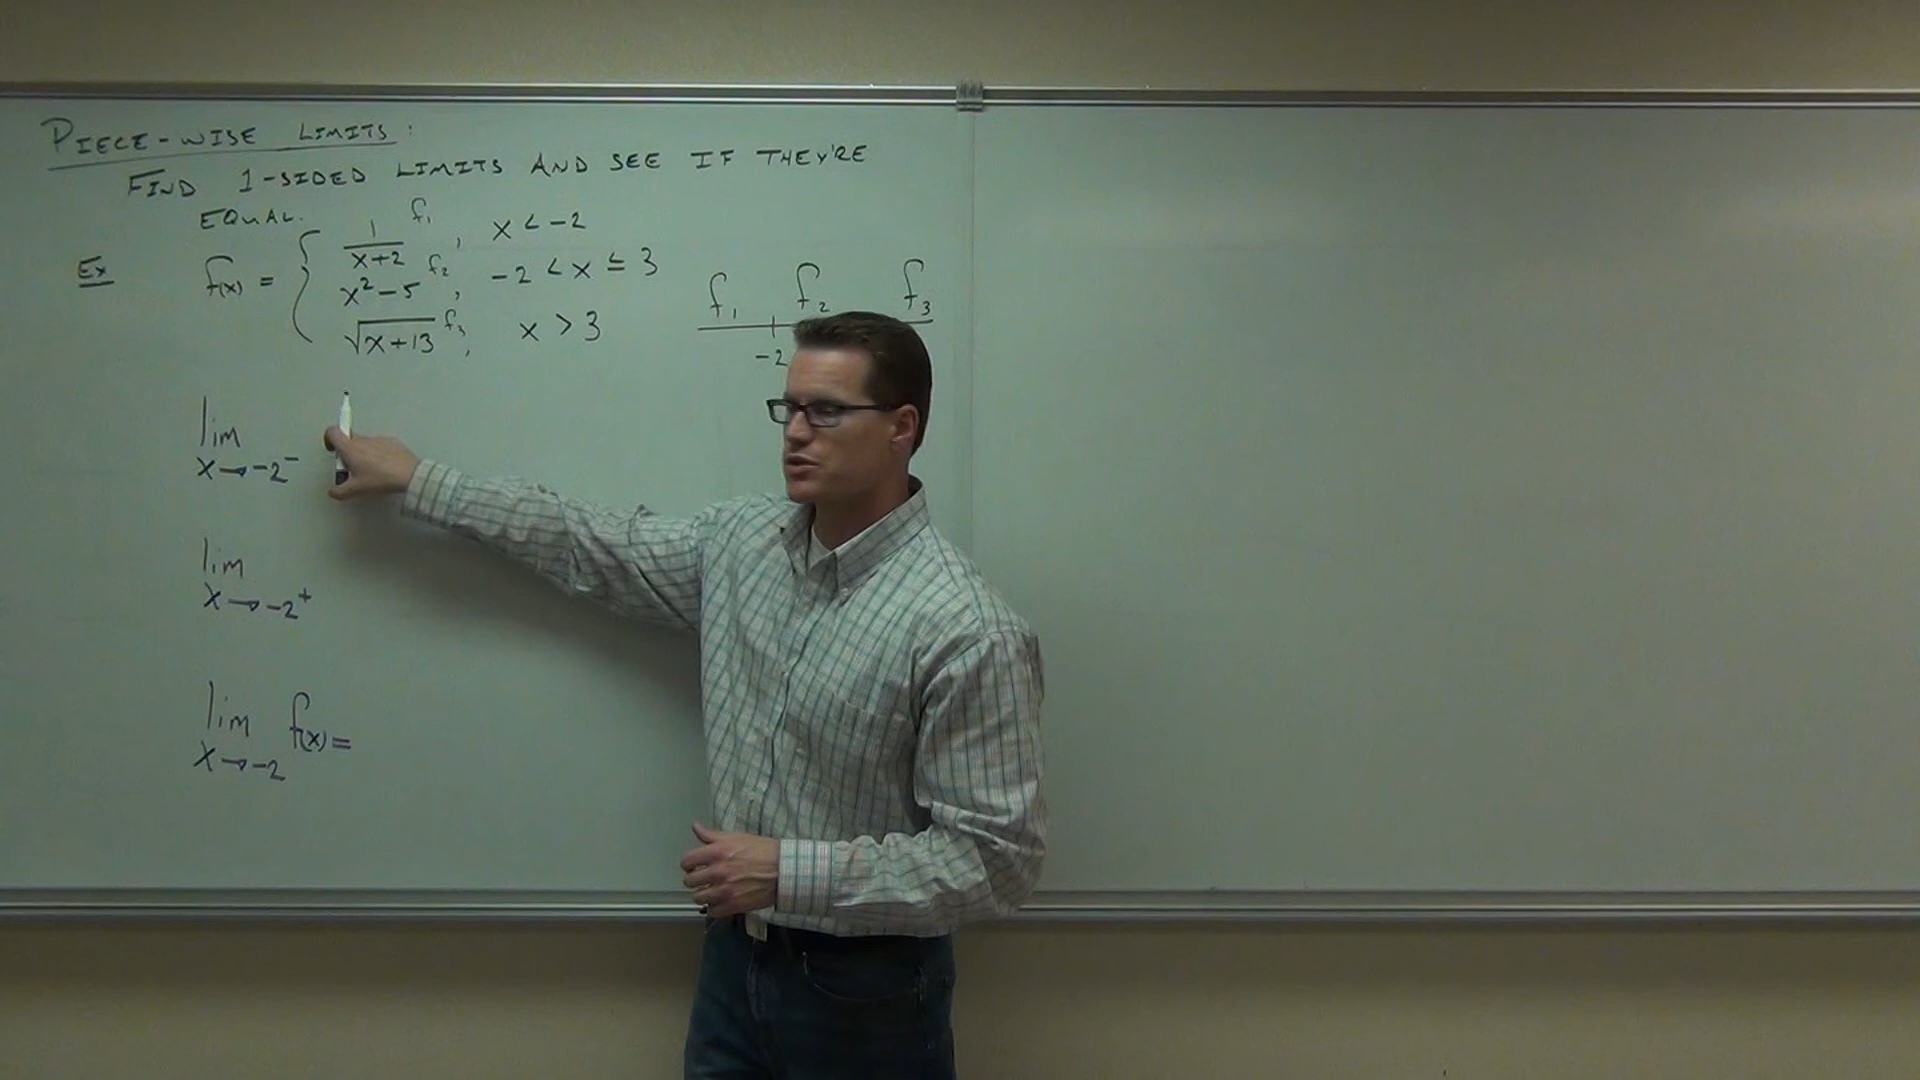 PIECE-WISE LIMITS:
FIND 1-SIDED LIMITS AND SEE IF THEY'RE
EQUAL.
Ex f(x) = { 1/(x+2) f₁, x < -2
x² - 5 f₂, -2 < x ≤ 3
√(x+13) f₃, x > 3
f₁ f₂ f₃
-2
lim
x→-2⁻
lim
x→-2⁺
lim f(x) =
x→-2